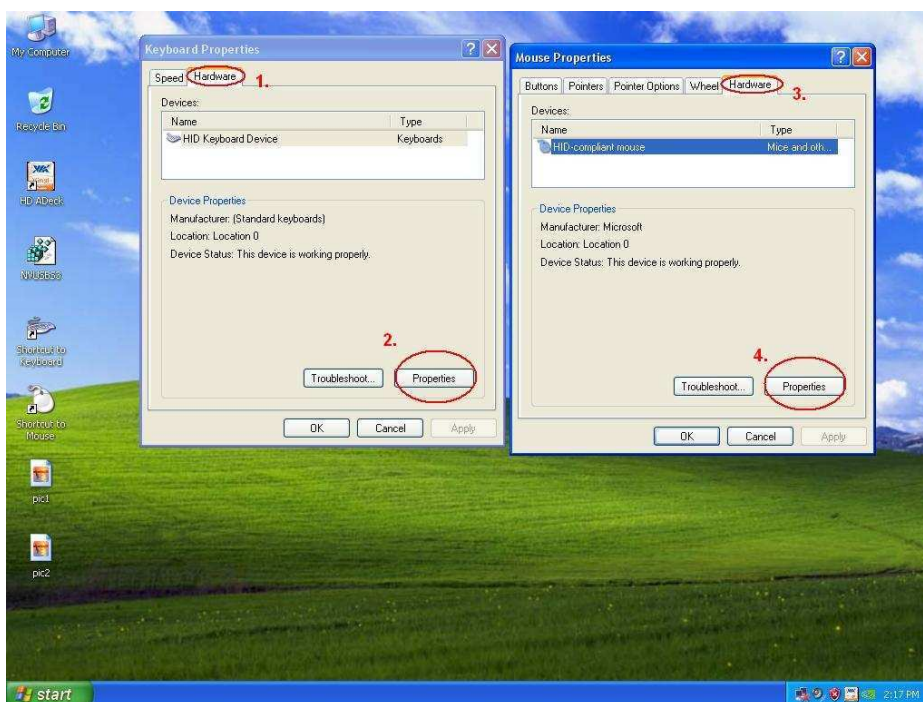 My Computer
Recycle Bin
HD ADeck
NVUSBSG
Shortcut to
Keyboard
Shortcut to
Mouse
pic1
pic2
Keyboard Properties
Speed
Hardware
1.
Devices:
Name Type
HID Keyboard Device Keyboards
Device Properties
Manufacturer: (Standard keyboards)
Location: Location 0
Device Status: This device is working properly.
2.
Troubleshoot... Properties
OK Cancel Apply
Mouse Properties
Buttons Pointers Pointer Options Wheel Hardware
3.
Devices:
Name Type
HID-compliant mouse Mice and oth...
Device Properties
Manufacturer: Microsoft
Location: Location 0
Device Status: This device is working properly.
4.
Troubleshoot... Properties
OK Cancel Apply
start
2:17 PM